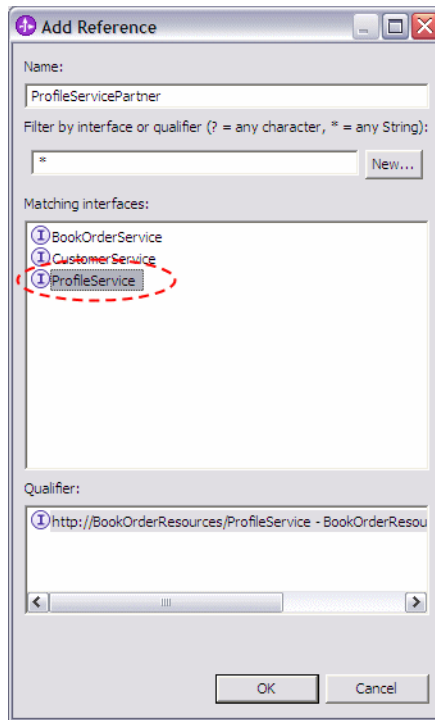 Add Reference
Name:
ProfileServicePartner
Filter by interface or qualifier (? = any character, * = any String):
*
New...
Matching interfaces:
I BookOrderService
I CustomerService
I ProfileService
Qualifier:
I http://BookOrderResources/ProfileService - BookOrderResou
OK
Cancel